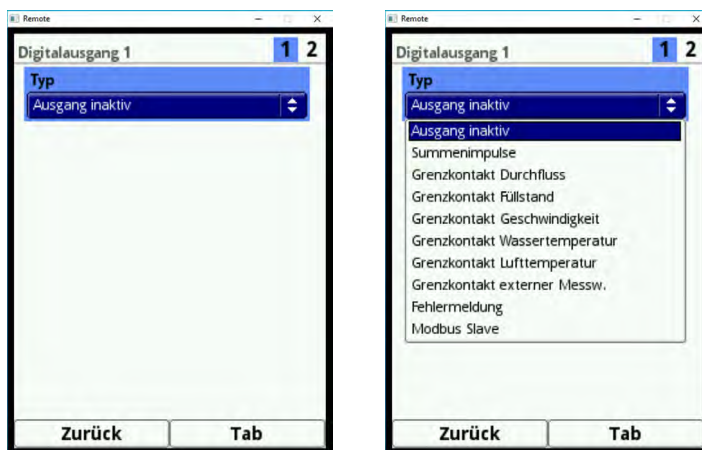 Remote
Digitalausgang 1 1 2
Typ
Ausgang inaktiv
Zurück Tab
Remote
Digitalausgang 1 1 2
Typ
Ausgang inaktiv
Ausgang inaktiv
Summenimpulse
Grenzkontakt Durchfluss
Grenzkontakt Füllstand
Grenzkontakt Geschwindigkeit
Grenzkontakt Wassertemperatur
Grenzkontakt Lufttemperatur
Grenzkontakt externer Messw.
Fehlermeldung
Modbus Slave
Zurück Tab